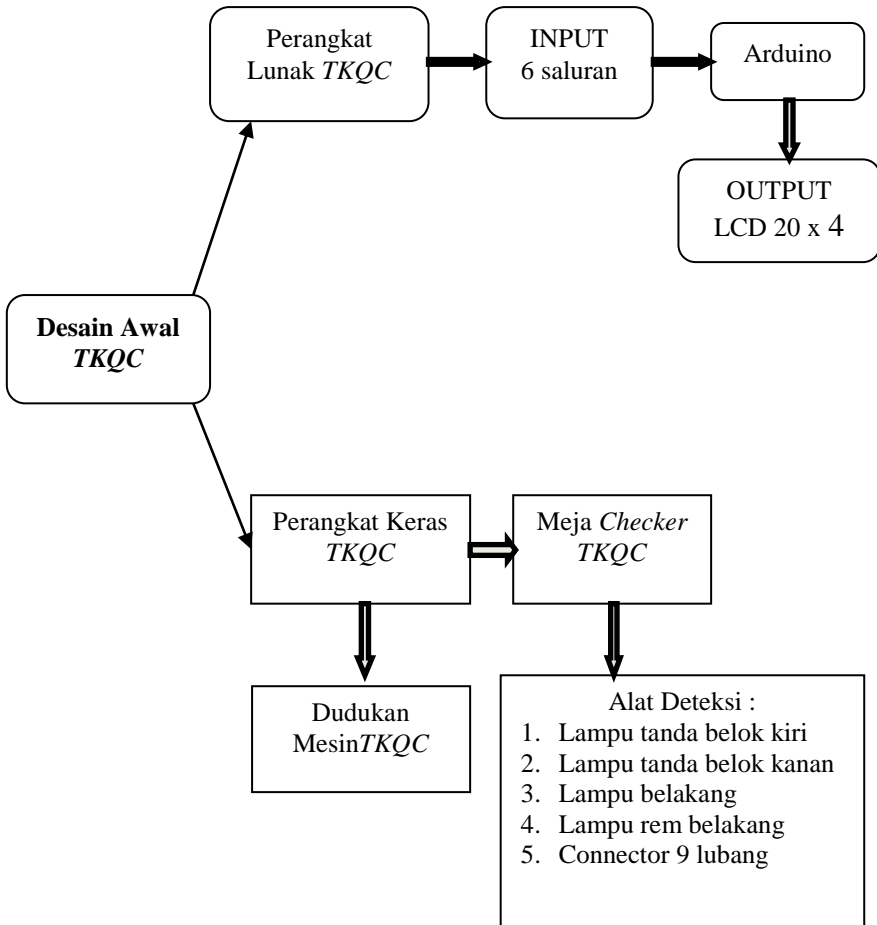 Perangkat
Lunak TKQC
INPUT
6 saluran
Arduino
OUTPUT
LCD 20 x 4
Desain Awal
TKQC
Perangkat Keras
TKQC
Meja Checker
TKQC
Dudukan
MesinTKQC
Alat Deteksi :
1. Lampu tanda belok kiri
2. Lampu tanda belok kanan
3. Lampu belakang
4. Lampu rem belakang
5. Connector 9 lubang